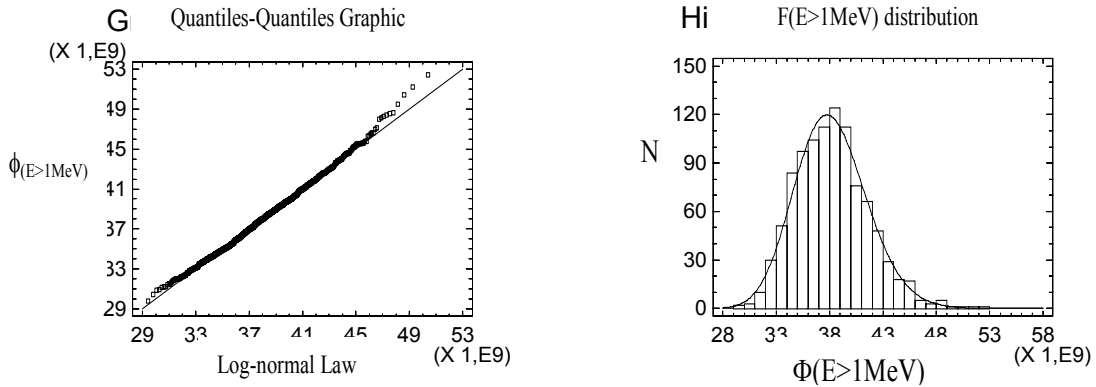 G Quantiles-Quantiles Graphic
(X 1,E9)
53
49
45
41
37
33
29
ϕ(E>1MeV)
29 33 37 41 45 49 53
(X 1,E9)
Log-normal Law
Hi F(E>1MeV) distribution
150
120
90
60
30
0
N
28 33 38 43 48 53 58
(X 1,E9)
Φ(E>1MeV)